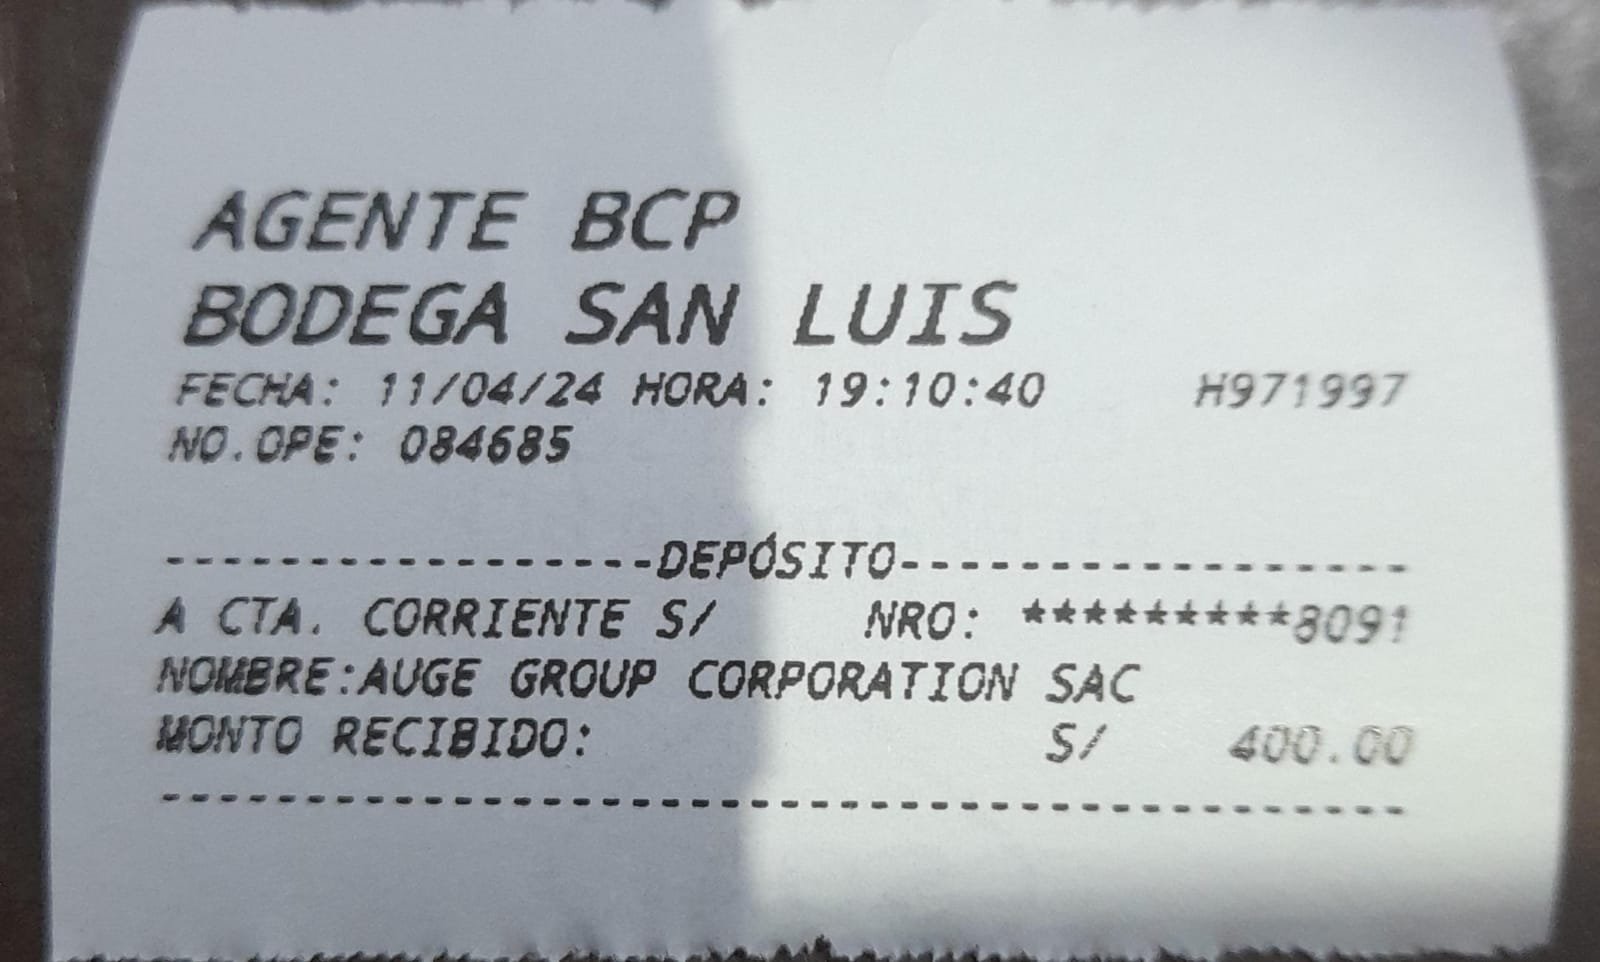 AGENTE BCP
BODEGA SAN LUIS
FECHA: 11/04/24 HORA: 19:10:40 H971997
NO.OPE: 084685
-----------------DEPÓSITO-----------------
A CTA. CORRIENTE S/ NRO: *********8091
NOMBRE:AUGE GROUP CORPORATION SAC
MONTO RECIBIDO: S/ 400.00
------------------------------------------